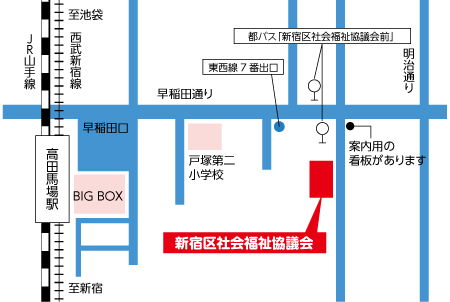 至池袋
JR山手線
西武新宿線
都バス「新宿区社会福祉協議会前」
明治通り
東西線7番出口
早稲田通り
早稲田口
戸塚第二
小学校
案内用の
看板があります
高田馬場駅
BIG BOX
新宿区社会福祉協議会
至新宿